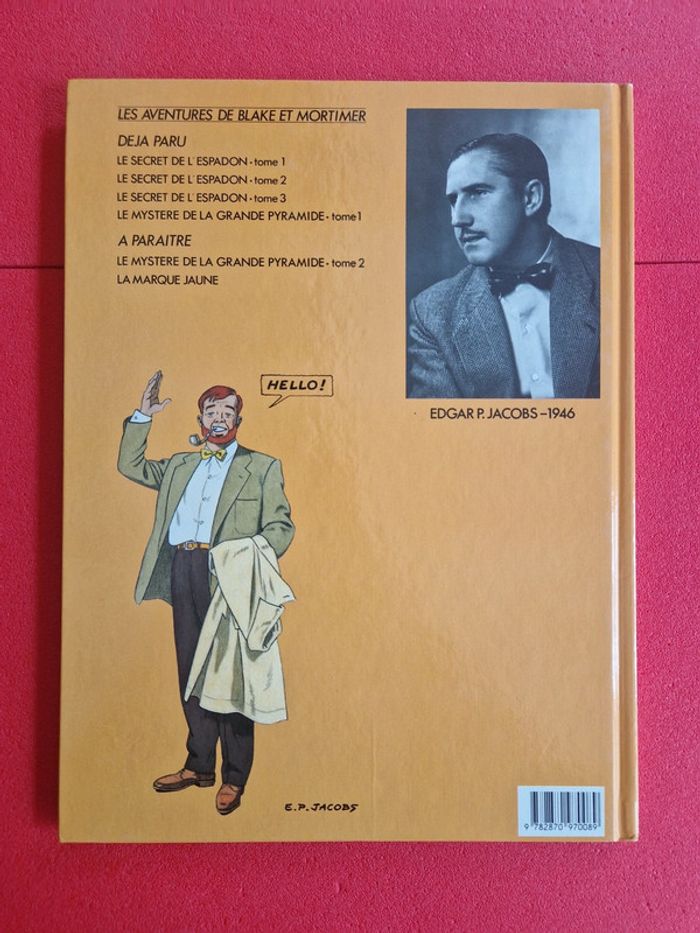 LES AVENTURES DE BLAKE ET MORTIMER
DEJA PARU
LE SECRET DE L'ESPADON • tome 1
LE SECRET DE L'ESPADON • tome 2
LE SECRET DE L'ESPADON • tome 3
LE MYSTERE DE LA GRANDE PYRAMIDE • tome 1
A PARAITRE
LE MYSTERE DE LA GRANDE PYRAMIDE • tome 2
LA MARQUE JAUNE
EDGAR P. JACOBS – 1946
HELLO!
E.P. JACOBS
9 782870 970089